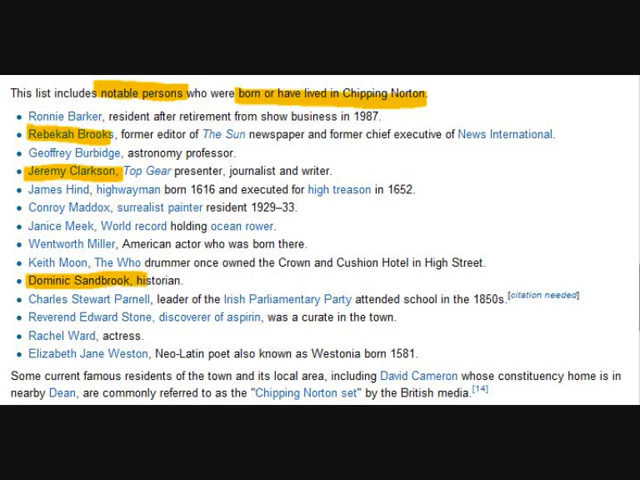 This list includes notable persons who were born or have lived in Chipping Norton.
Ronnie Barker, resident after retirement from show business in 1987.
Rebekah Brooks, former editor of The Sun newspaper and former chief executive of News International.
Geoffrey Burbidge, astronomy professor.
Jeremy Clarkson, Top Gear presenter, journalist and writer.
James Hind, highwayman born 1616 and executed for high treason in 1652.
Conroy Maddox, surrealist painter resident 1929–33.
Janice Meek, World record holding ocean rower.
Wentworth Miller, American actor who was born there.
Keith Moon, The Who drummer once owned the Crown and Cushion Hotel in High Street.
Dominic Sandbrook, historian.
Charles Stewart Parnell, leader of the Irish Parliamentary Party attended school in the 1850s.[citation needed]
Reverend Edward Stone, discoverer of aspirin, was a curate in the town.
Rachel Ward, actress.
Elizabeth Jane Weston, Neo-Latin poet also known as Westonia born 1581.
Some current famous residents of the town and its local area, including David Cameron whose constituency home is in
nearby Dean, are commonly referred to as the "Chipping Norton set" by the British media.[14]